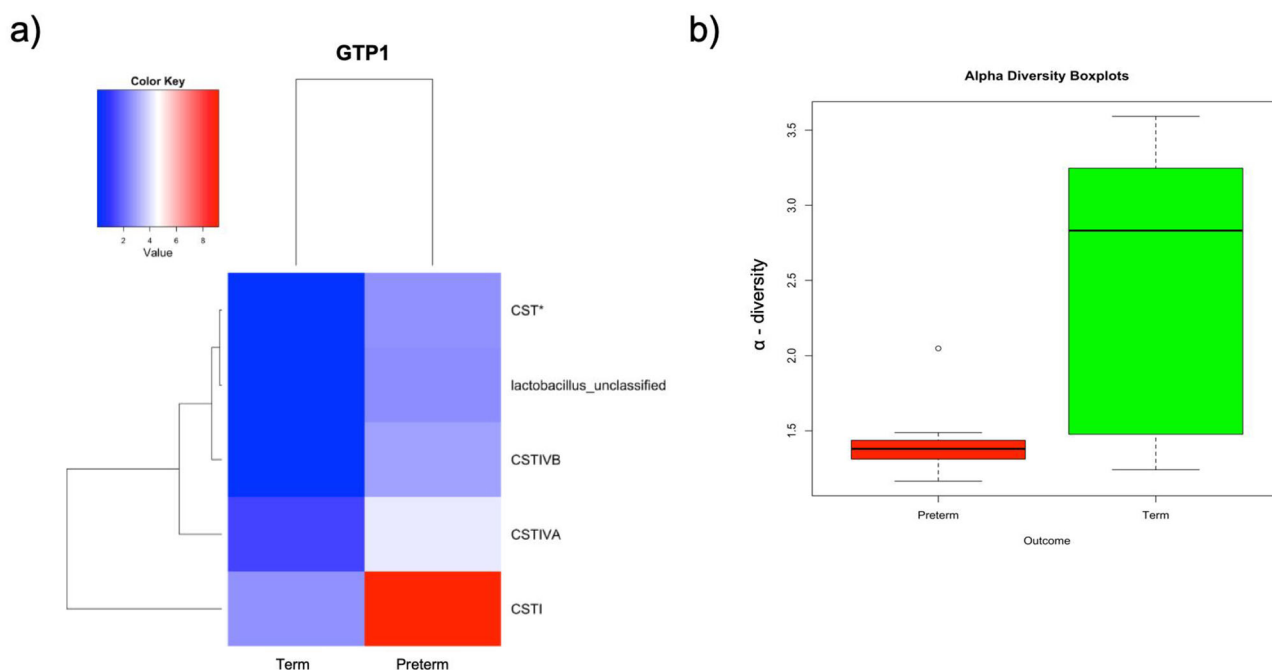 a)
GTP1
Color Key
2 4 6 8
Value
CST*
lactobacillus_unclassified
CSTIVB
CSTIVA
CSTI
Term Preterm
b)
Alpha Diversity Boxplots
α - diversity
3.5
3.0
2.5
2.0
1.5
Preterm Term
Outcome